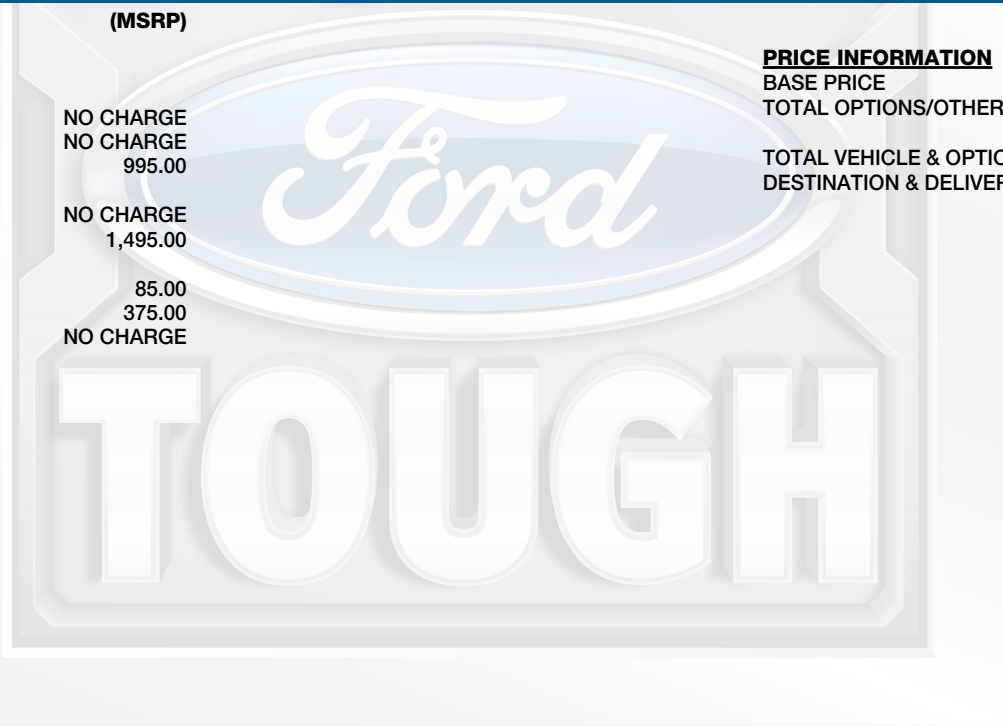 (MSRP)
NO CHARGE
NO CHARGE
995.00
NO CHARGE
1,495.00
85.00
375.00
NO CHARGE
PRICE INFORMATION
BASE PRICE
TOTAL OPTIONS/OTHER
TOTAL VEHICLE & OPTIO
DESTINATION & DELIVER
Ford
TOUGH